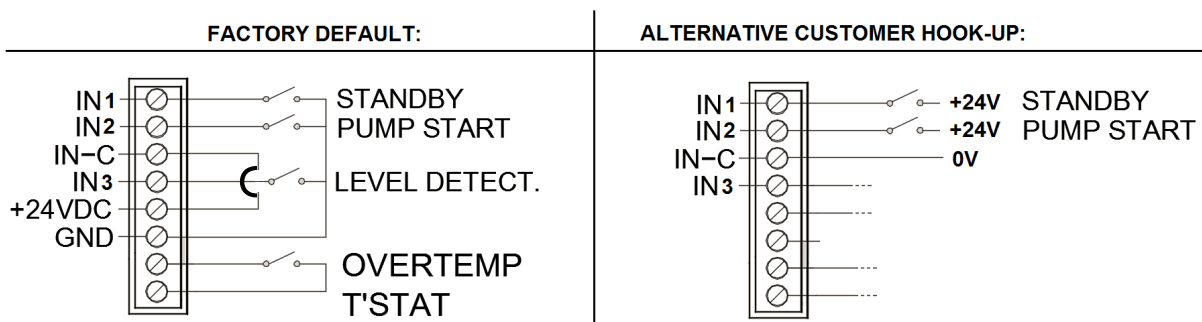 FACTORY DEFAULT:
IN1 STANDBY
IN2 PUMP START
IN-C
IN3 LEVEL DETECT.
+24VDC
GND
OVERTEMP
T'STAT
ALTERNATIVE CUSTOMER HOOK-UP:
IN1 +24V STANDBY
IN2 +24V PUMP START
IN-C 0V
IN3